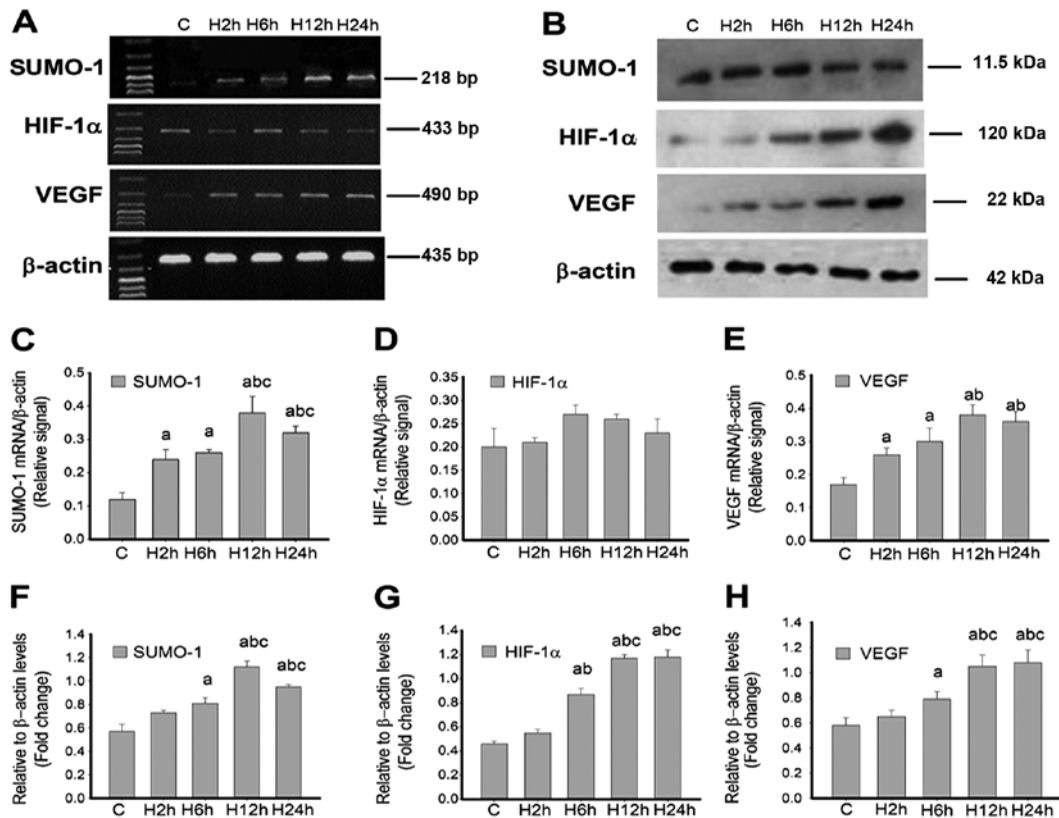 A
C H2h H6h H12h H24h
SUMO-1
218 bp
HIF-1α
433 bp
VEGF
490 bp
β-actin
435 bp
B
C H2h H6h H12h H24h
SUMO-1
11.5 kDa
HIF-1α
120 kDa
VEGF
22 kDa
β-actin
42 kDa
C
SUMO-1 mRNA/β-actin
(Relative signal)
SUMO-1
0.5
0.4
0.3
0.2
0.1
0.0
a a abc abc
C H2h H6h H12h H24h
D
HIF-1α mRNA/β-actin
(Relative signal)
HIF-1α
0.35
0.30
0.25
0.20
0.15
0.10
0.05
0.00
C H2h H6h H12h H24h
E
VEGF mRNA/β-actin
(Relative signal)
VEGF
0.5
0.4
0.3
0.2
0.1
0.0
a a ab ab
C H2h H6h H12h H24h
F
Relative to β–actin levels
(Fold change)
SUMO-1
1.4
1.2
1.0
0.8
0.6
0.4
0.2
0.0
a abc abc
C H2h H6h H12h H24h
G
Relative to β–actin levels
(Fold change)
HIF-1α
1.4
1.2
1.0
0.8
0.6
0.4
0.2
0.0
ab abc abc
C H2h H6h H12h H24h
H
Relative to β–actin levels
(Fold change)
VEGF
1.4
1.2
1.0
0.8
0.6
0.4
0.2
0.0
a abc abc
C H2h H6h H12h H24h